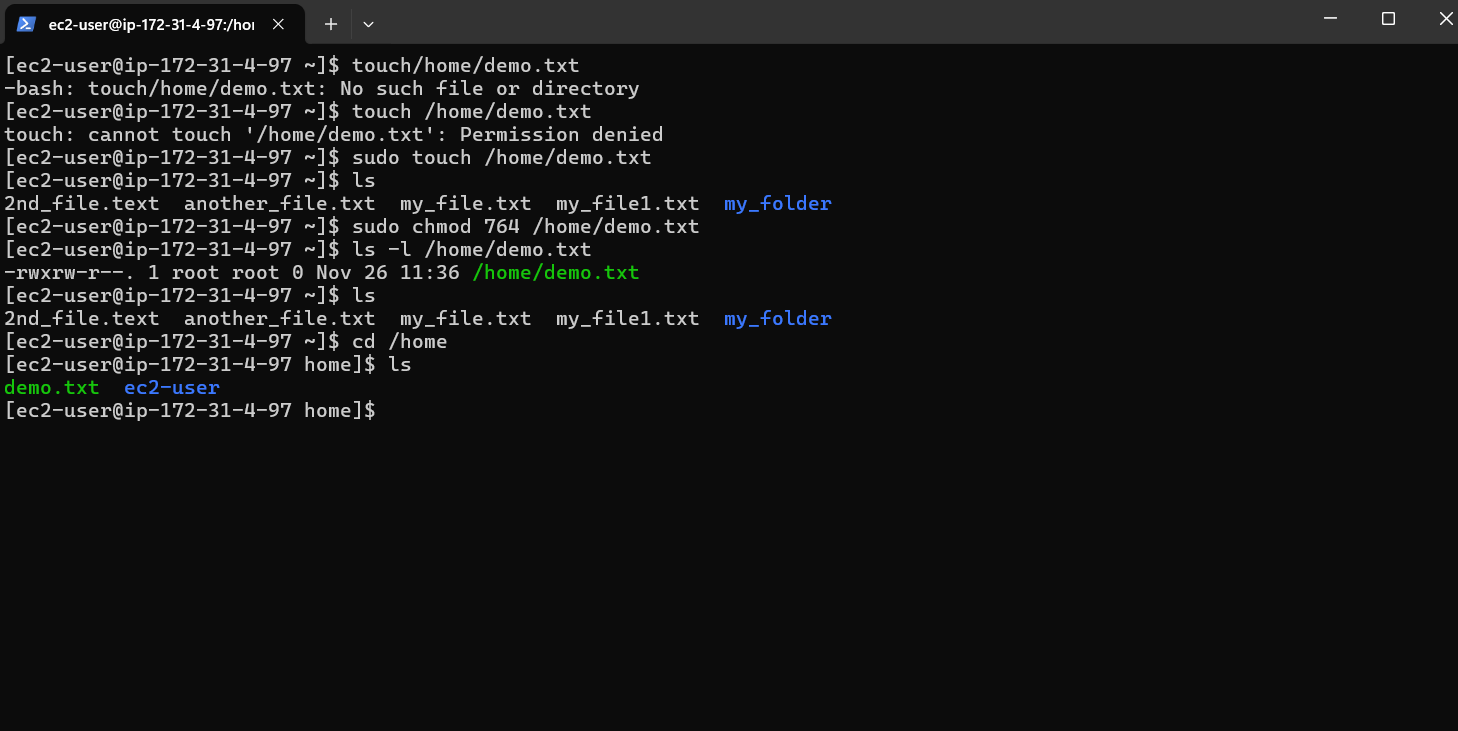 ec2-user@ip-172-31-4-97:/hor
[ec2-user@ip-172-31-4-97 ~]$ touch/home/demo.txt
-bash: touch/home/demo.txt: No such file or directory
[ec2-user@ip-172-31-4-97 ~]$ touch /home/demo.txt
touch: cannot touch '/home/demo.txt': Permission denied
[ec2-user@ip-172-31-4-97 ~]$ sudo touch /home/demo.txt
[ec2-user@ip-172-31-4-97 ~]$ ls
2nd_file.text  another_file.txt  my_file.txt  my_file1.txt  my_folder
[ec2-user@ip-172-31-4-97 ~]$ sudo chmod 764 /home/demo.txt
[ec2-user@ip-172-31-4-97 ~]$ ls -l /home/demo.txt
-rwxrw-r--. 1 root root 0 Nov 26 11:36 /home/demo.txt
[ec2-user@ip-172-31-4-97 ~]$ ls
2nd_file.text  another_file.txt  my_file.txt  my_file1.txt  my_folder
[ec2-user@ip-172-31-4-97 ~]$ cd /home
[ec2-user@ip-172-31-4-97 home]$ ls
demo.txt  ec2-user
[ec2-user@ip-172-31-4-97 home]$